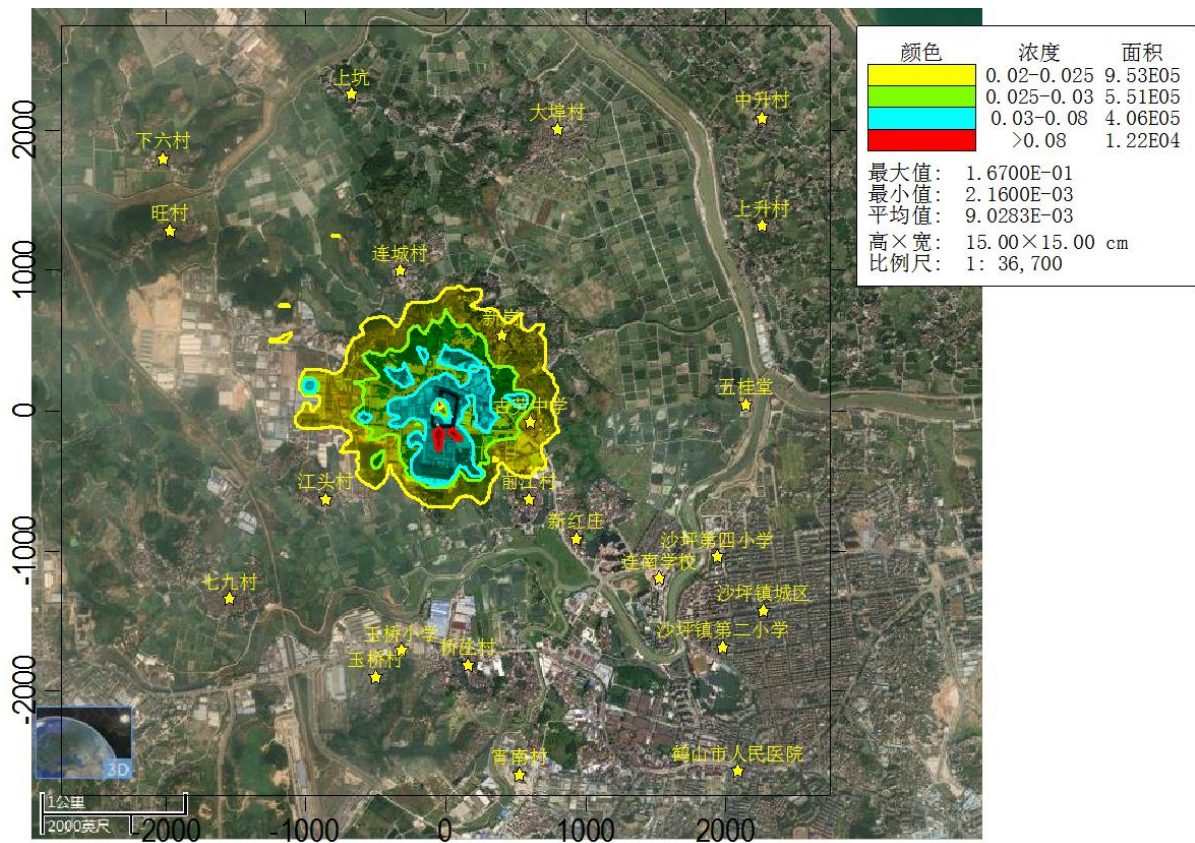 颜色 浓度 面积
0.02-0.025 9.53E05
0.025-0.03 5.51E05
0.03-0.08 4.06E05
>0.08 1.22E04
最大值: 1.6700E-01
最小值: 2.1600E-03
平均值: 9.0283E-03
高×宽: 15.00×15.00 cm
比例尺: 1: 36,700
上坑
大埠村
中升村
下六村
旺村
上升村
连城村
新岗
五桂堂
江头村
前江村
新红庄
沙坪第四小学
连南学校
七九村
沙坪镇城区
沙坪镇第二小学
玉桥小学
玉桥村
桥庄村
霄南村
鹤山市人民医院
2000
1000
0
-1000
-2000
3D
1公里
2000英尺
-2000
-1000
0
1000
2000